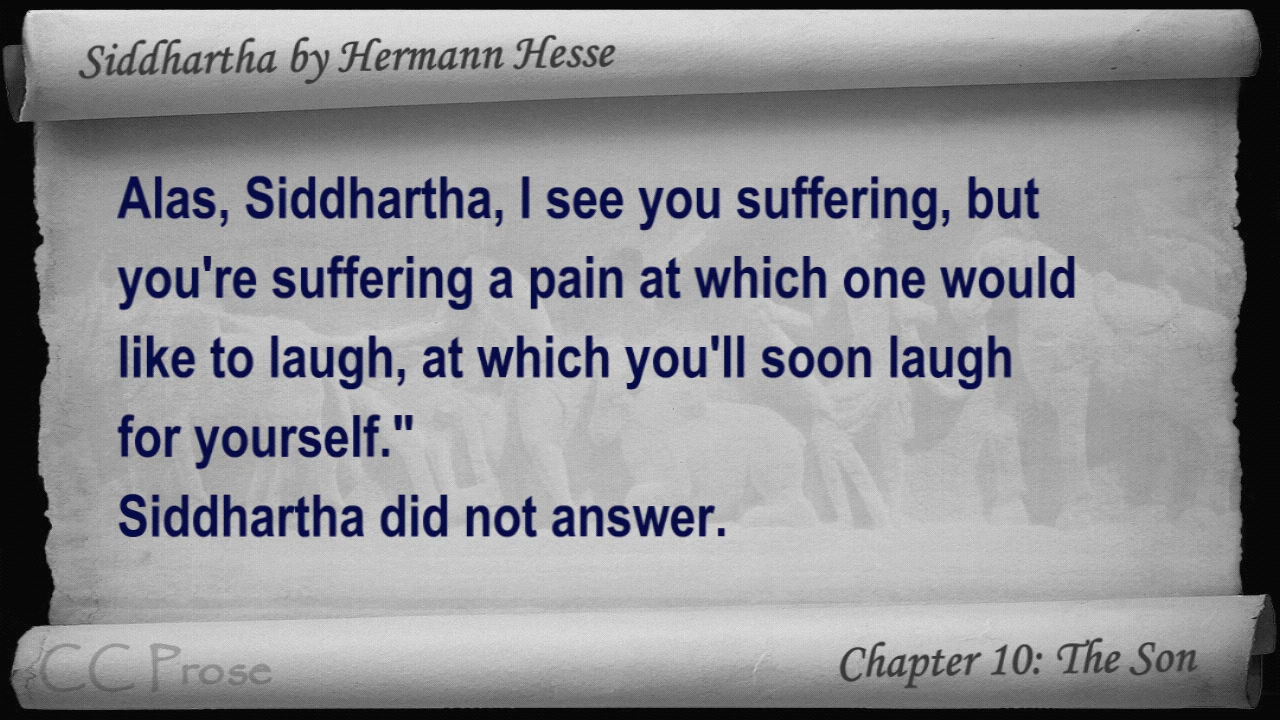 Siddhartha by Hermann Hesse
Alas, Siddhartha, I see you suffering, but
you're suffering a pain at which one would
like to laugh, at which you'll soon laugh
for yourself."
Siddhartha did not answer.
CC Prose
Chapter 10: The Son